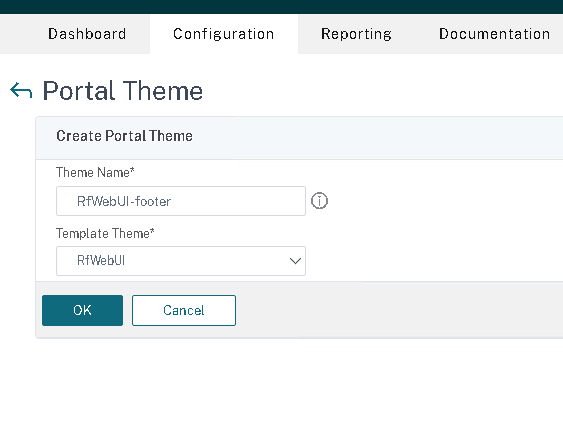 Dashboard Configuration Reporting Documentation
Portal Theme
Create Portal Theme
Theme Name*
RfWebUI-footer
Template Theme*
RfWebUI
OK Cancel